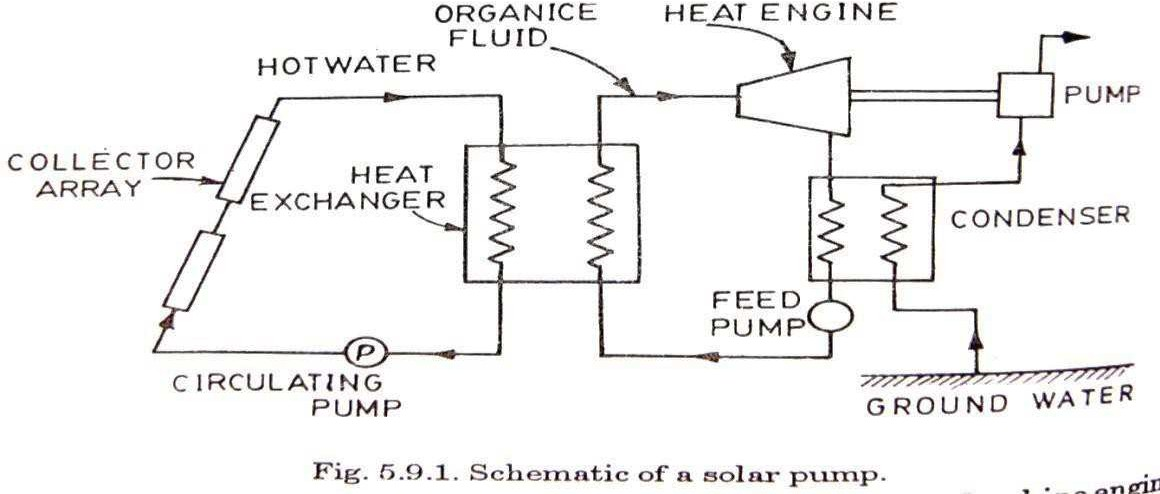 ORGANICE
FLUID
HEAT ENGINE
HOTWATER
PUMP
COLLECTOR
ARRAY
HEAT
EXCHANGER
CONDENSER
FEED
PUMP
P
CIRCULATING
PUMP
GROUND WATER
Fig. 5.9.1. Schematic of a solar pump.